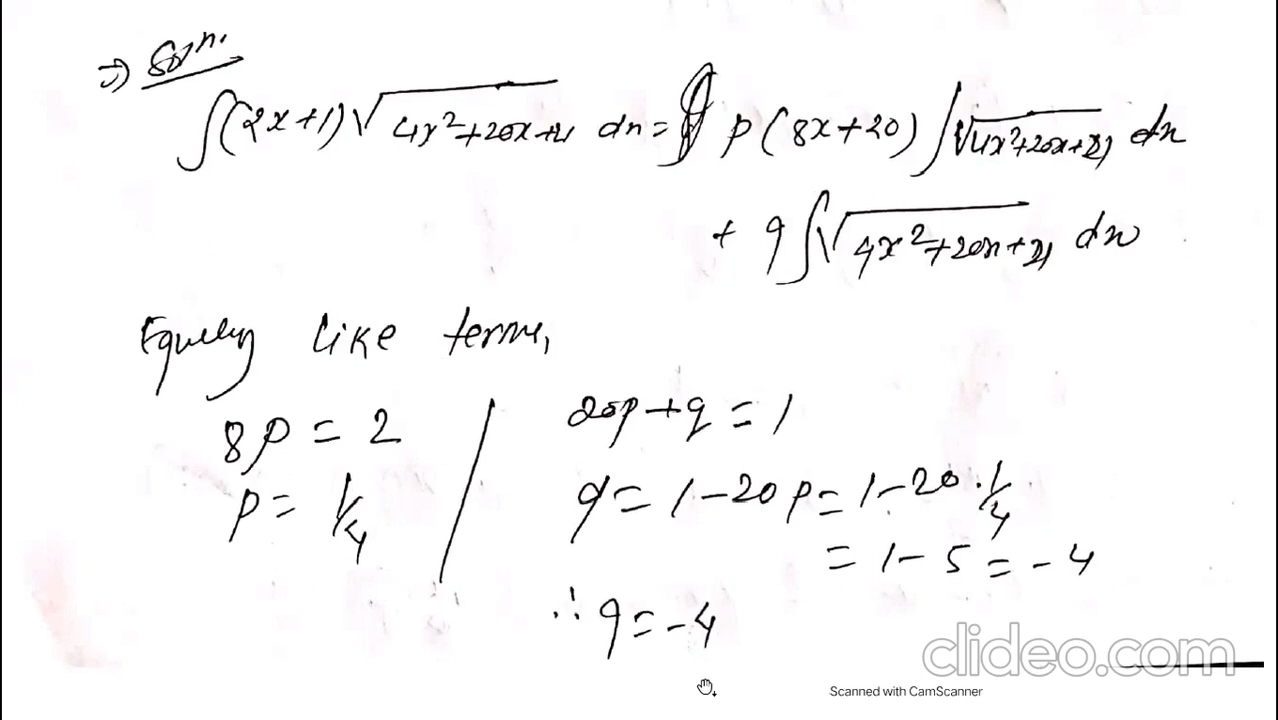 ⇒) Soln.
∫(2x+1)√(4x²+20x+21) dx = p(8x+20) ∫√(4x²+20x+21) dx
+ q∫√(4x²+20x+21) dx
like terms,
8p = 2
p = 1/4
20p+q = 1
q = 1-20p = 1-20.1/4
= 1-5 = -4
∴ q = -4
clideo.com
Scanned with CamScanner